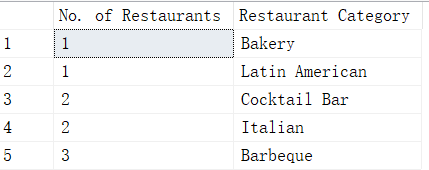 No. of Restaurants Restaurant Category
1 1 Bakery
2 1 Latin American
3 2 Cocktail Bar
4 2 Italian
5 3 Barbeque